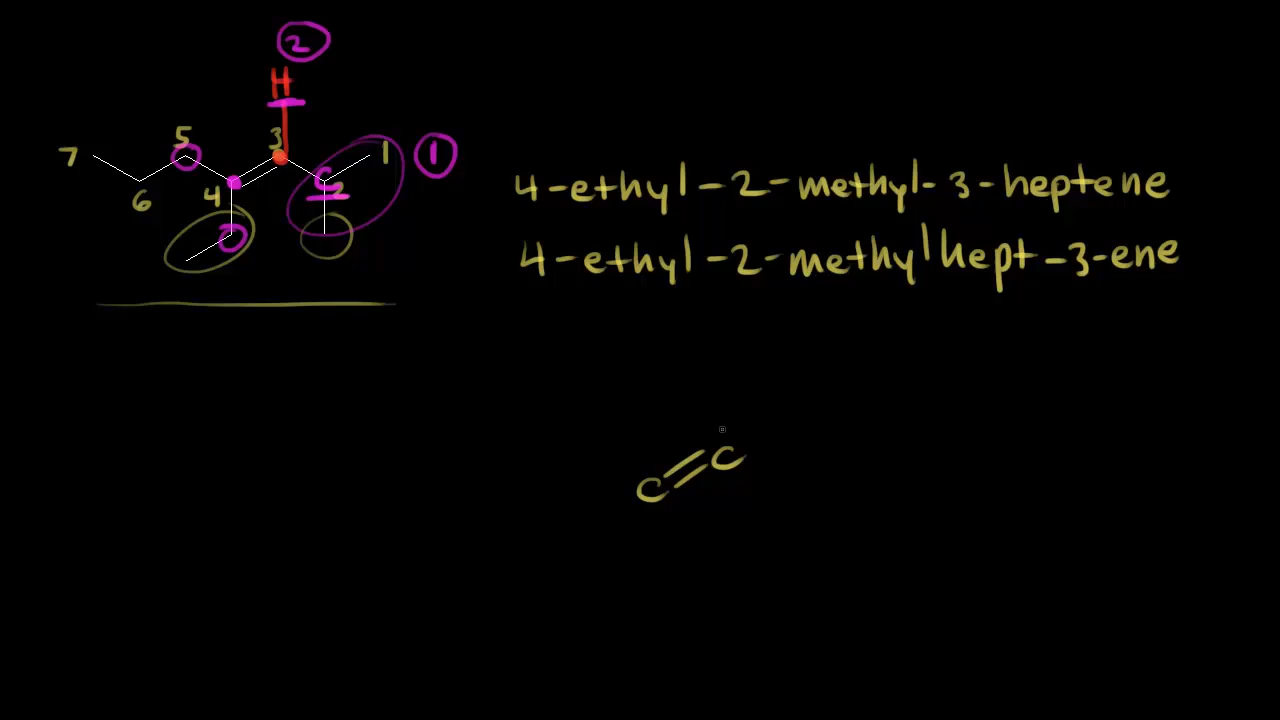 2
H
7 5 3 1 1
6 4 C 2
4-ethyl-2-methyl-3-heptene
4-ethyl-2-methylhept-3-ene
C=C